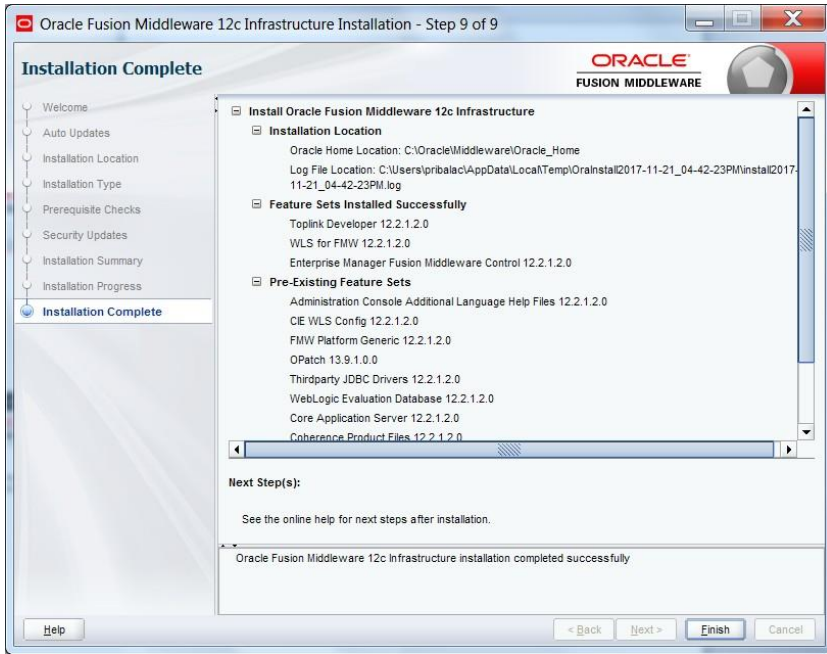 Oracle Fusion Middleware 12c Infrastructure Installation - Step 9 of 9
Installation Complete
ORACLE
FUSION MIDDLEWARE
Welcome
Auto Updates
Installation Location
Installation Type
Prerequisite Checks
Security Updates
Installation Summary
Installation Progress
Installation Complete
Install Oracle Fusion Middleware 12c Infrastructure
Installation Location
Oracle Home Location: C:\Oracle\Middleware\Oracle_Home
Log File Location: C:\Users\pribalac\AppData\Local\Temp\OraInstall2017-11-21_04-42-23PM\install2017-
11-21_04-42-23PM.log
Feature Sets Installed Successfully
Toplink Developer 12.2.1.2.0
WLS for FMW 12.2.1.2.0
Enterprise Manager Fusion Middleware Control 12.2.1.2.0
Pre-Existing Feature Sets
Administration Console Additional Language Help Files 12.2.1.2.0
CIE WLS Config 12.2.1.2.0
FMW Platform Generic 12.2.1.2.0
OPatch 13.9.1.0.0
Thirdparty JDBC Drivers 12.2.1.2.0
WebLogic Evaluation Database 12.2.1.2.0
Core Application Server 12.2.1.2.0
Coherence Product Files 12.2.1.2.0
Next Step(s):
See the online help for next steps after installation.
Oracle Fusion Middleware 12c Infrastructure installation completed successfully
Help
< Back
Next >
Finish
Cancel